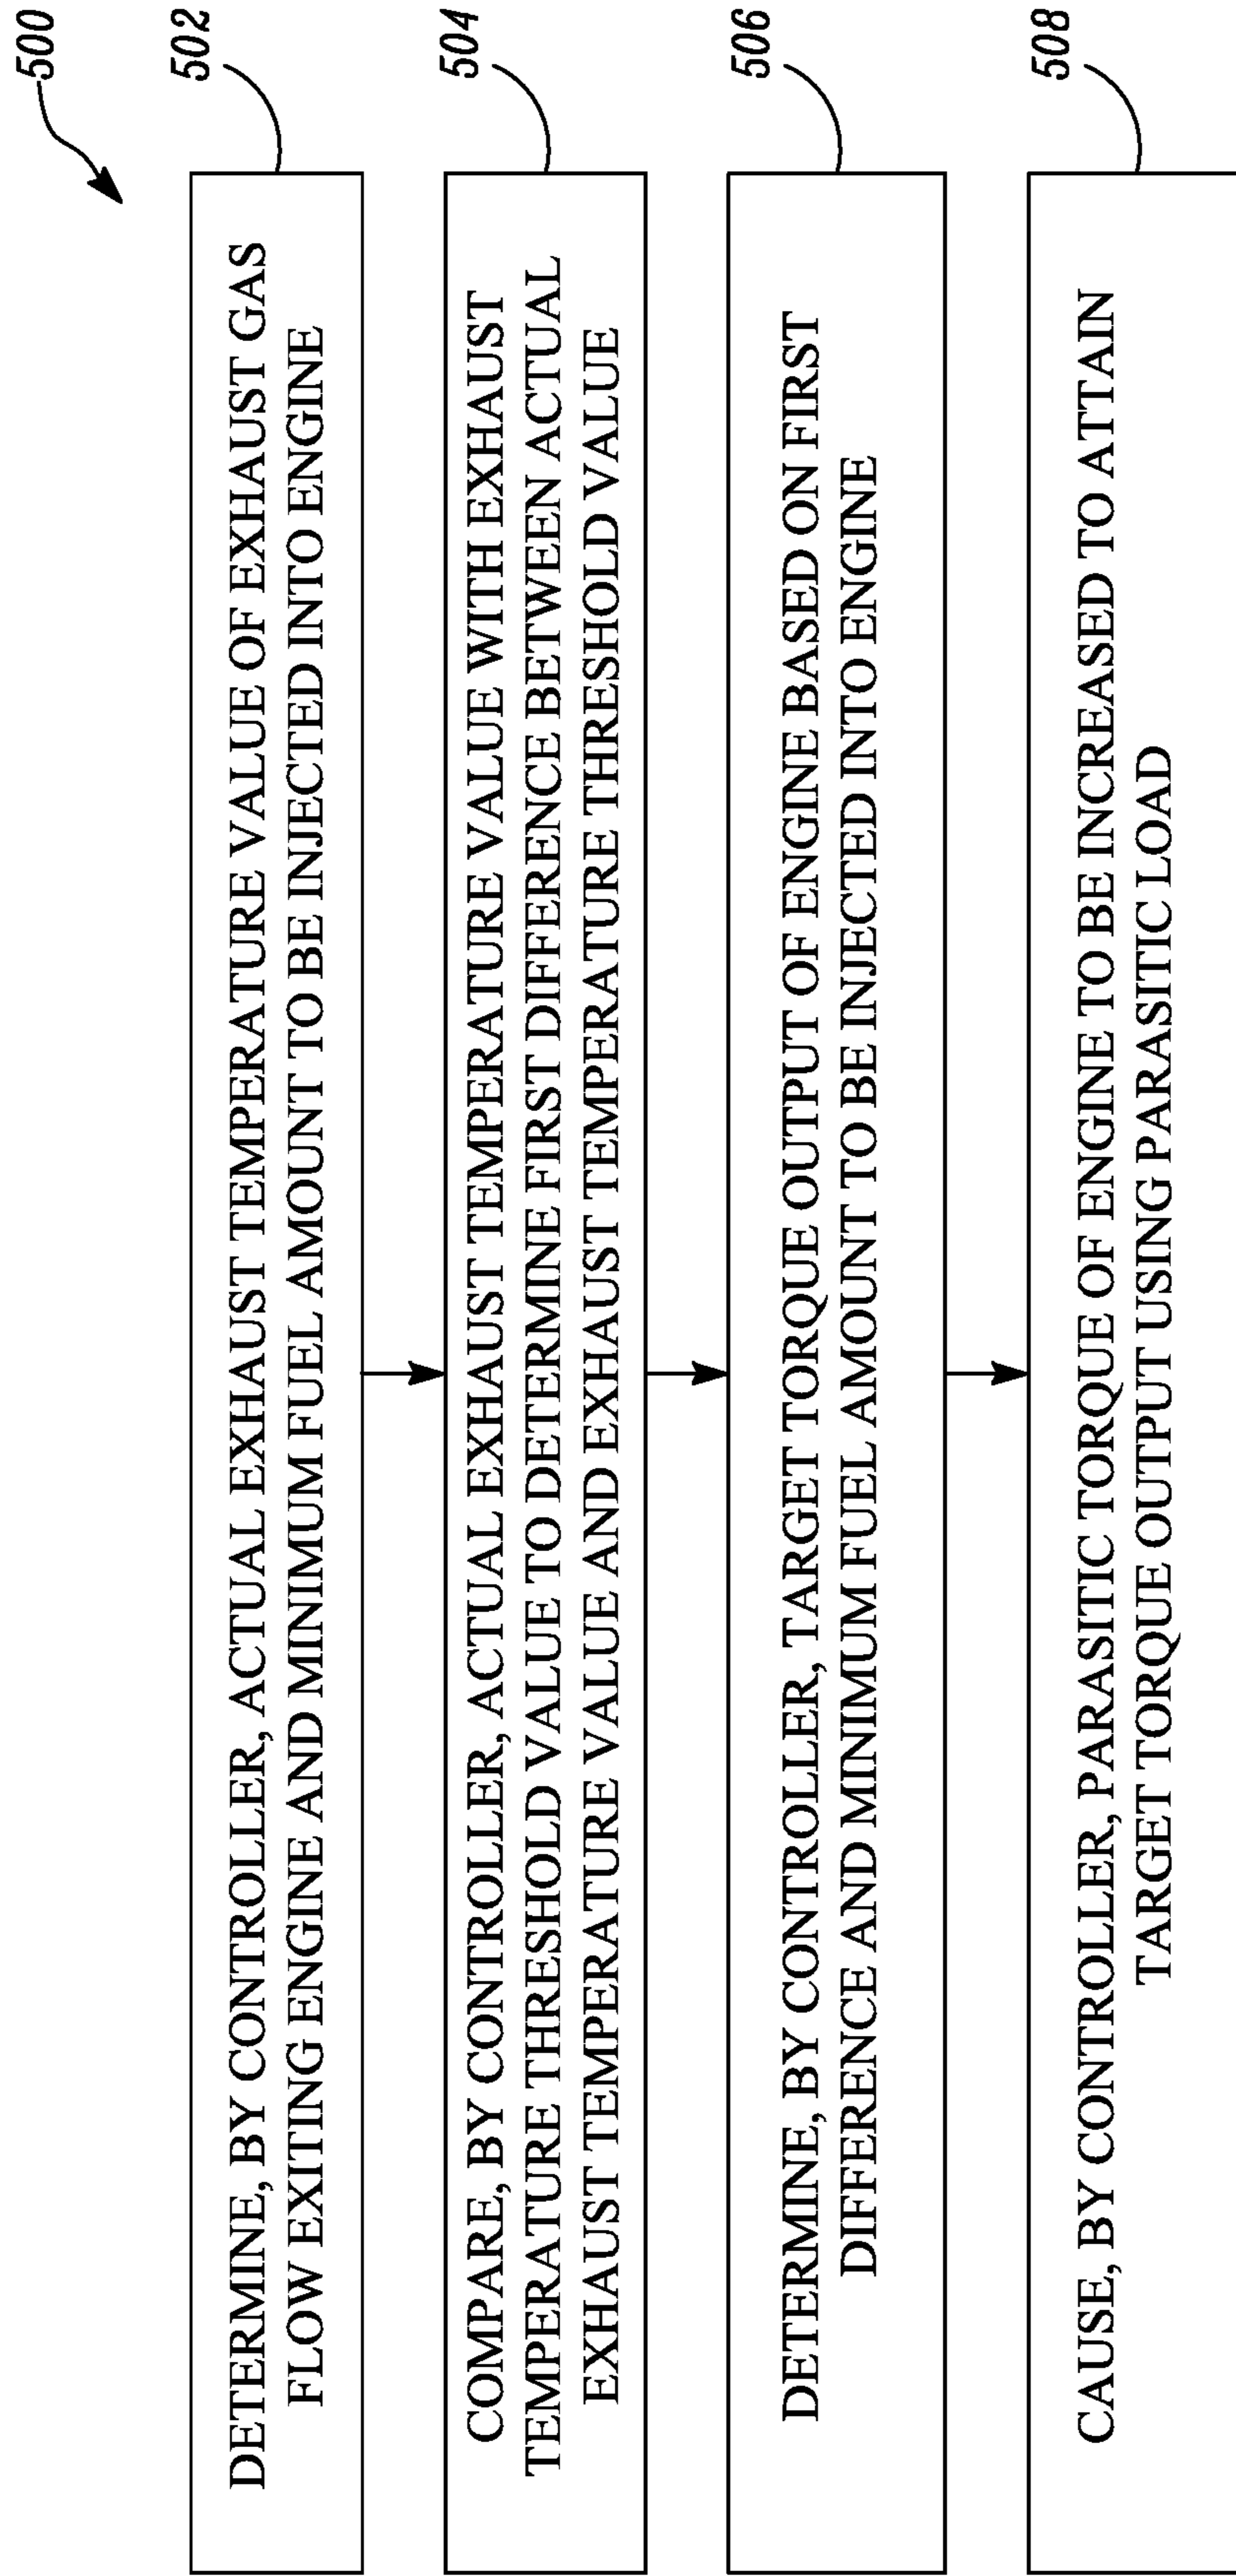 500
502
DETERMINE, BY CONTROLLER, ACTUAL EXHAUST TEMPERATURE VALUE OF EXHAUST GAS
FLOW EXITING ENGINE AND MINIMUM FUEL AMOUNT TO BE INJECTED INTO ENGINE
504
COMPARE, BY CONTROLLER, ACTUAL EXHAUST TEMPERATURE VALUE WITH EXHAUST
TEMPERATURE THRESHOLD VALUE TO DETERMINE FIRST DIFFERENCE BETWEEN ACTUAL
EXHAUST TEMPERATURE VALUE AND EXHAUST TEMPERATURE THRESHOLD VALUE
506
DETERMINE, BY CONTROLLER, TARGET TORQUE OUTPUT OF ENGINE BASED ON FIRST
DIFFERENCE AND MINIMUM FUEL AMOUNT TO BE INJECTED INTO ENGINE
508
CAUSE, BY CONTROLLER, PARASITIC TORQUE OF ENGINE TO BE INCREASED TO ATTAIN
TARGET TORQUE OUTPUT USING PARASITIC LOAD